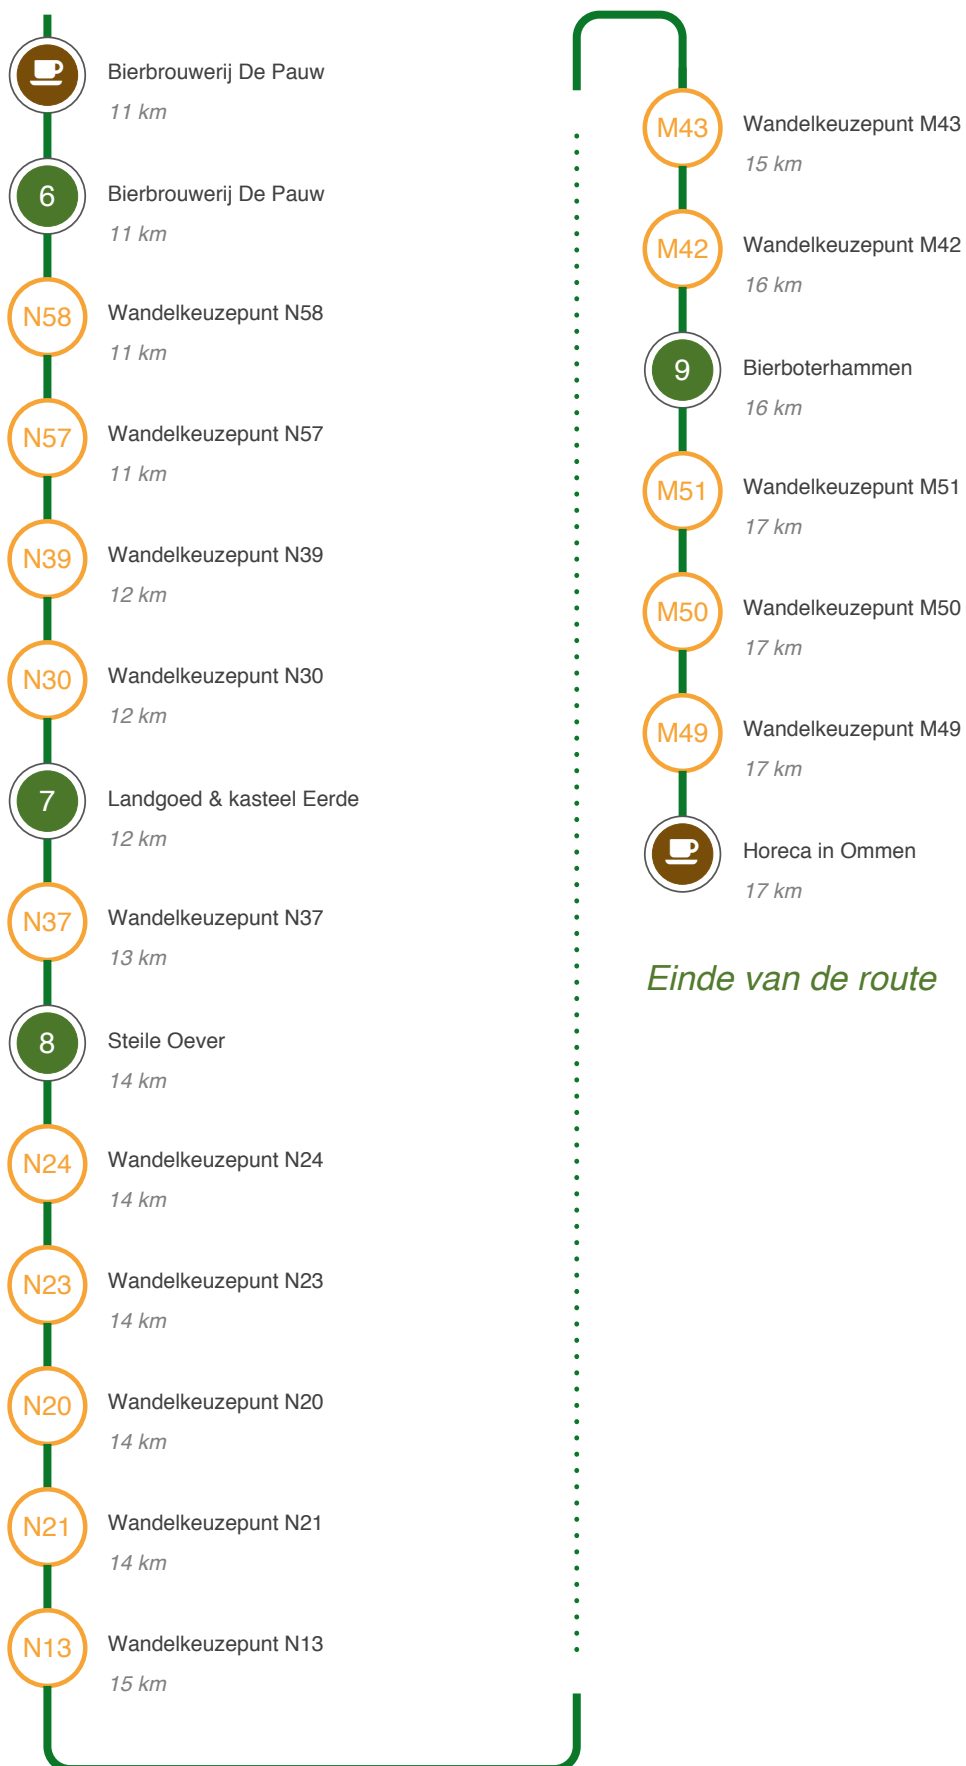 Bierbrouwerij De Pauw
11 km
6
Bierbrouwerij De Pauw
11 km
N58
Wandelkeuzepunt N58
11 km
N57
Wandelkeuzepunt N57
11 km
N39
Wandelkeuzepunt N39
12 km
N30
Wandelkeuzepunt N30
12 km
7
Landgoed & kasteel Eerde
12 km
N37
Wandelkeuzepunt N37
13 km
8
Steile Oever
14 km
N24
Wandelkeuzepunt N24
14 km
N23
Wandelkeuzepunt N23
14 km
N20
Wandelkeuzepunt N20
14 km
N21
Wandelkeuzepunt N21
14 km
N13
Wandelkeuzepunt N13
15 km
M43
Wandelkeuzepunt M43
15 km
M42
Wandelkeuzepunt M42
16 km
9
Bierboterhammen
16 km
M51
Wandelkeuzepunt M51
17 km
M50
Wandelkeuzepunt M50
17 km
M49
Wandelkeuzepunt M49
17 km
Horeca in Ommen
17 km
Einde van de route